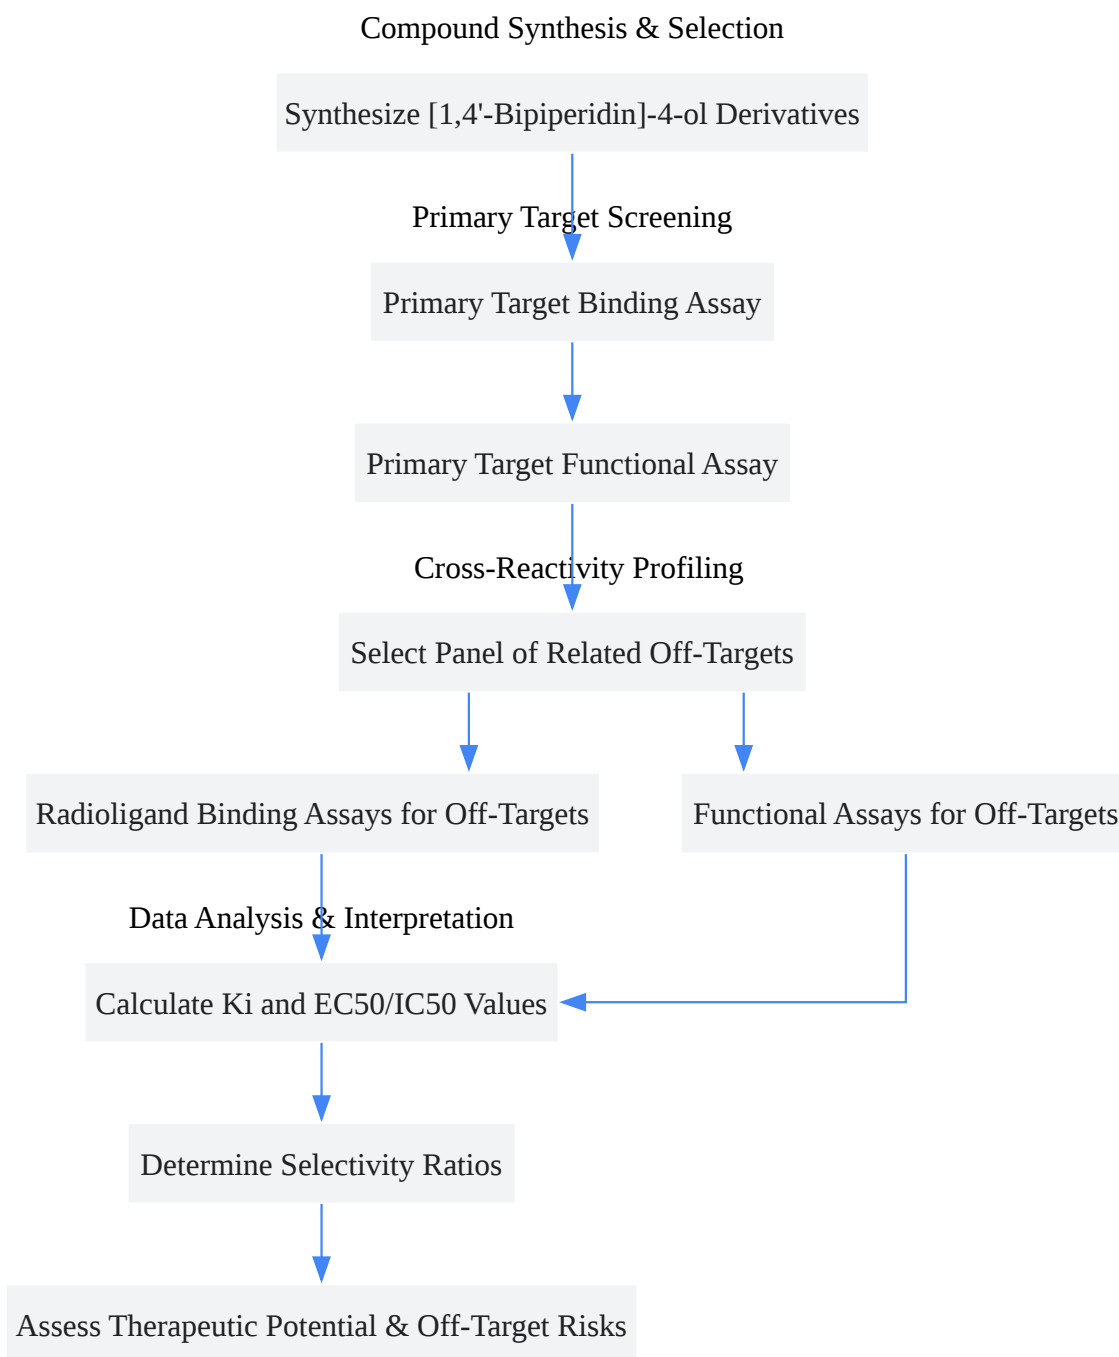 Compound Synthesis & Selection
Synthesize [1,4'-Bipiperidin]-4-ol Derivatives
Primary Target Screening
Primary Target Binding Assay
Primary Target Functional Assay
Cross-Reactivity Profiling
Select Panel of Related Off-Targets
Radioligand Binding Assays for Off-Targets
Functional Assays for Off-Targets
Data Analysis & Interpretation
Calculate Ki and EC50/IC50 Values
Determine Selectivity Ratios
Assess Therapeutic Potential & Off-Target Risks